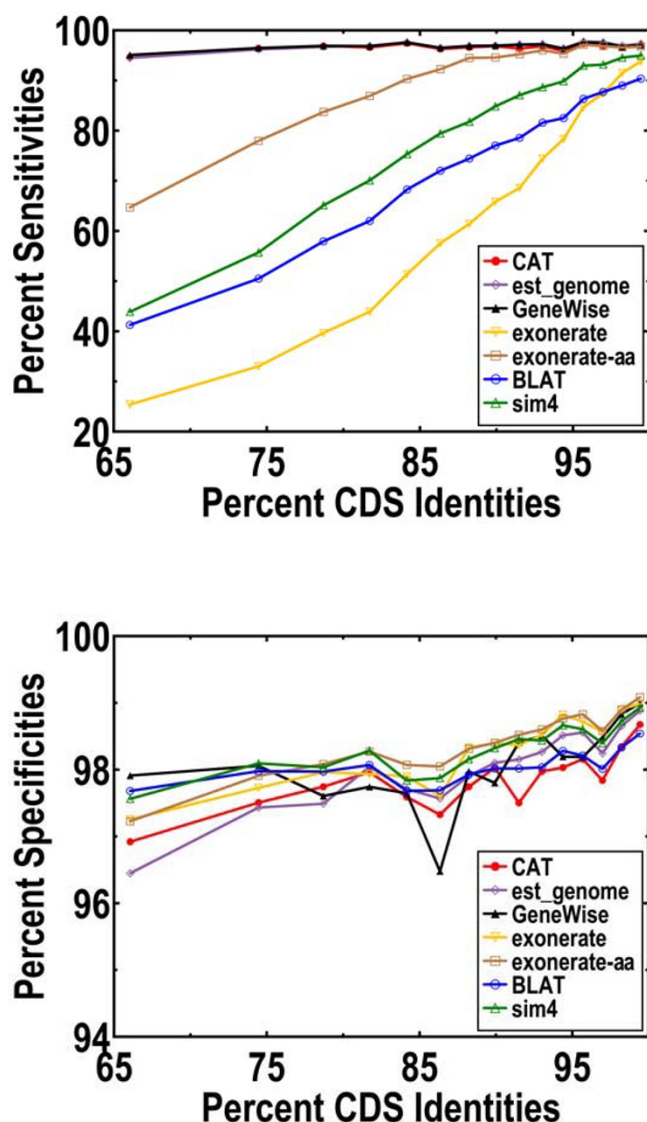 100
80
60
40
20
Percent Sensitivities
CAT
est_genome
GeneWise
exonerate
exonerate-aa
BLAT
sim4
65
75
85
95
Percent CDS Identities
100
98
96
94
Percent Specificities
CAT
est_genome
GeneWise
exonerate
exonerate-aa
BLAT
sim4
65
75
85
95
Percent CDS Identities